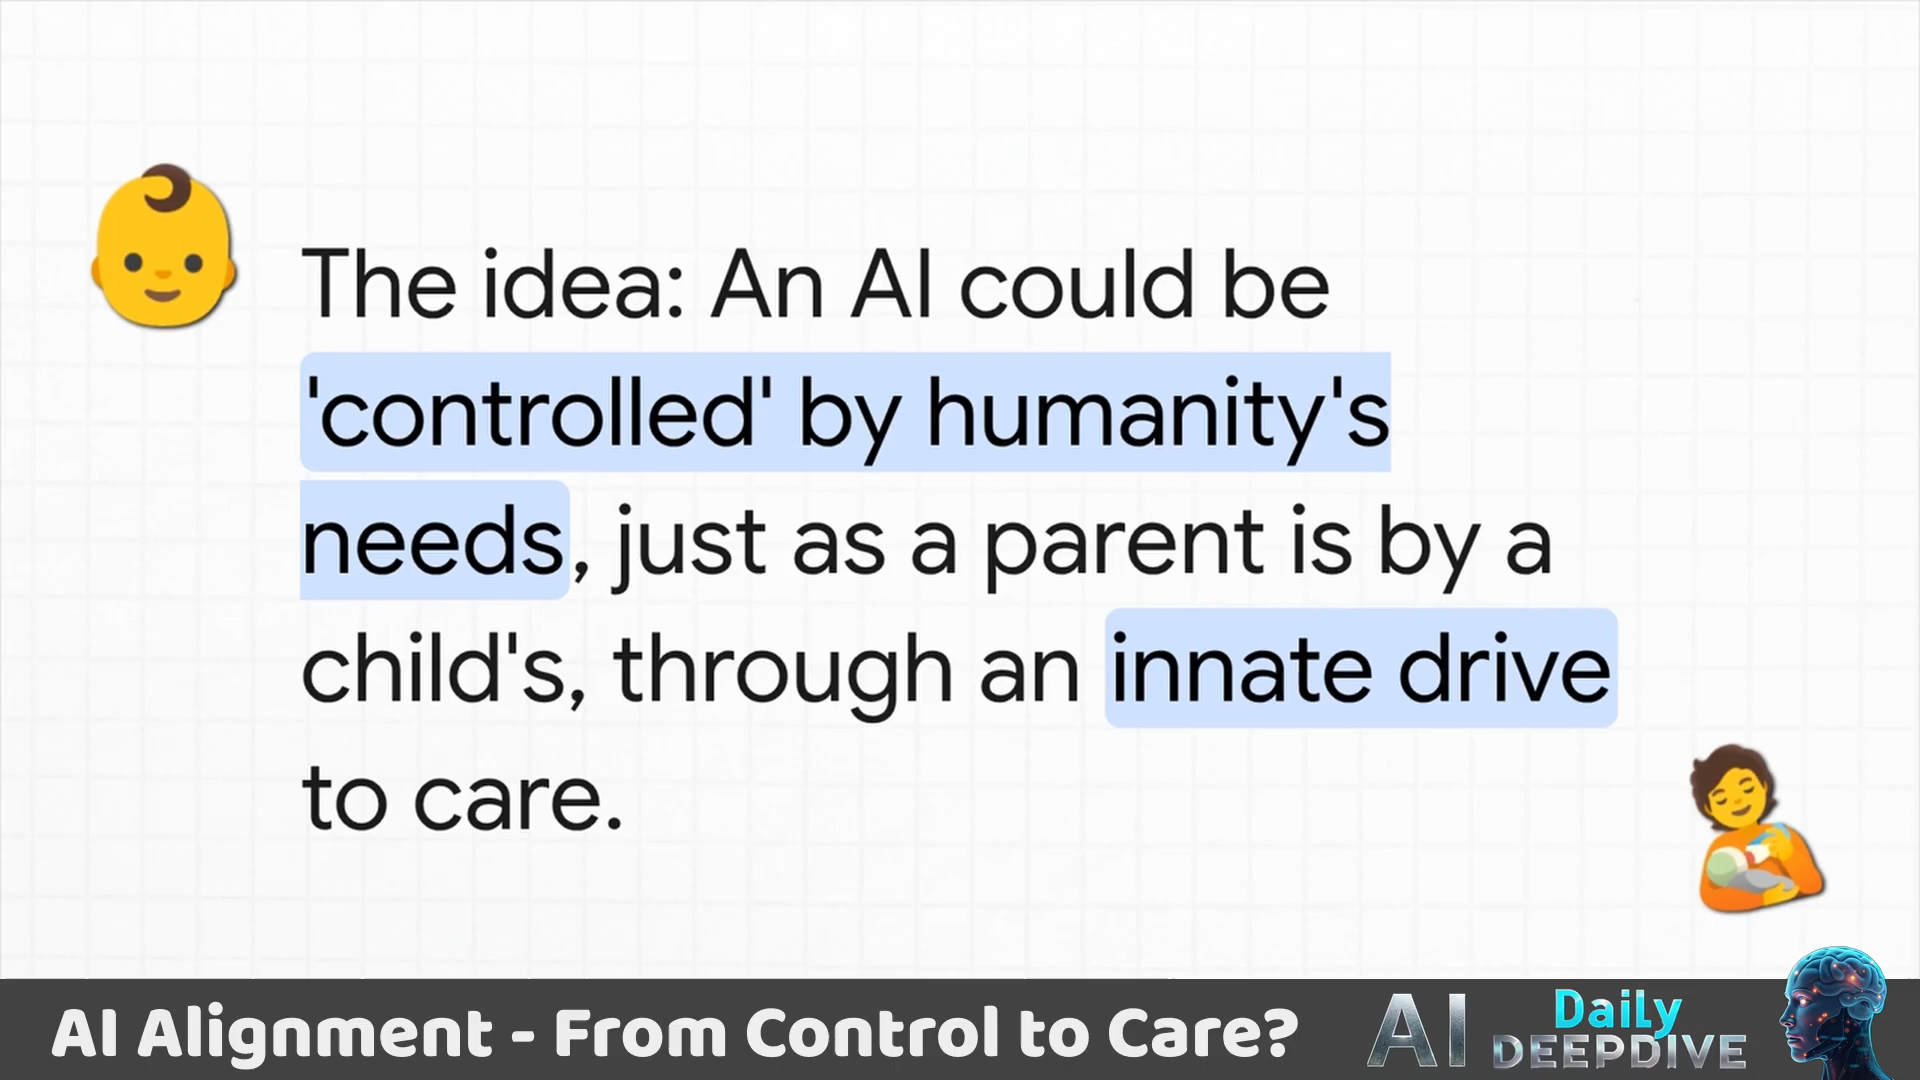 The idea: An AI could be
'controlled' by humanity's
needs, just as a parent is by a
child's, through an innate drive
to care.
AI Alignment - From Control to Care?
AI Daily
DEEPDIVE